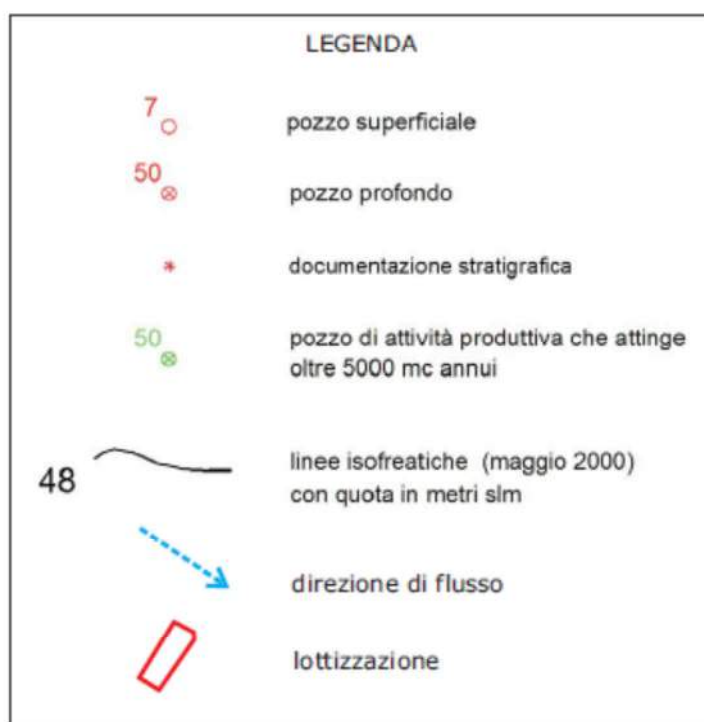 LEGENDA
7
pozzo superficiale
50
pozzo profondo
documentazione stratigrafica
50
pozzo di attività produttiva che attinge
oltre 5000 mc annui
48
linee isofreatiche (maggio 2000)
con quota in metri slm
direzione di flusso
lottizzazione